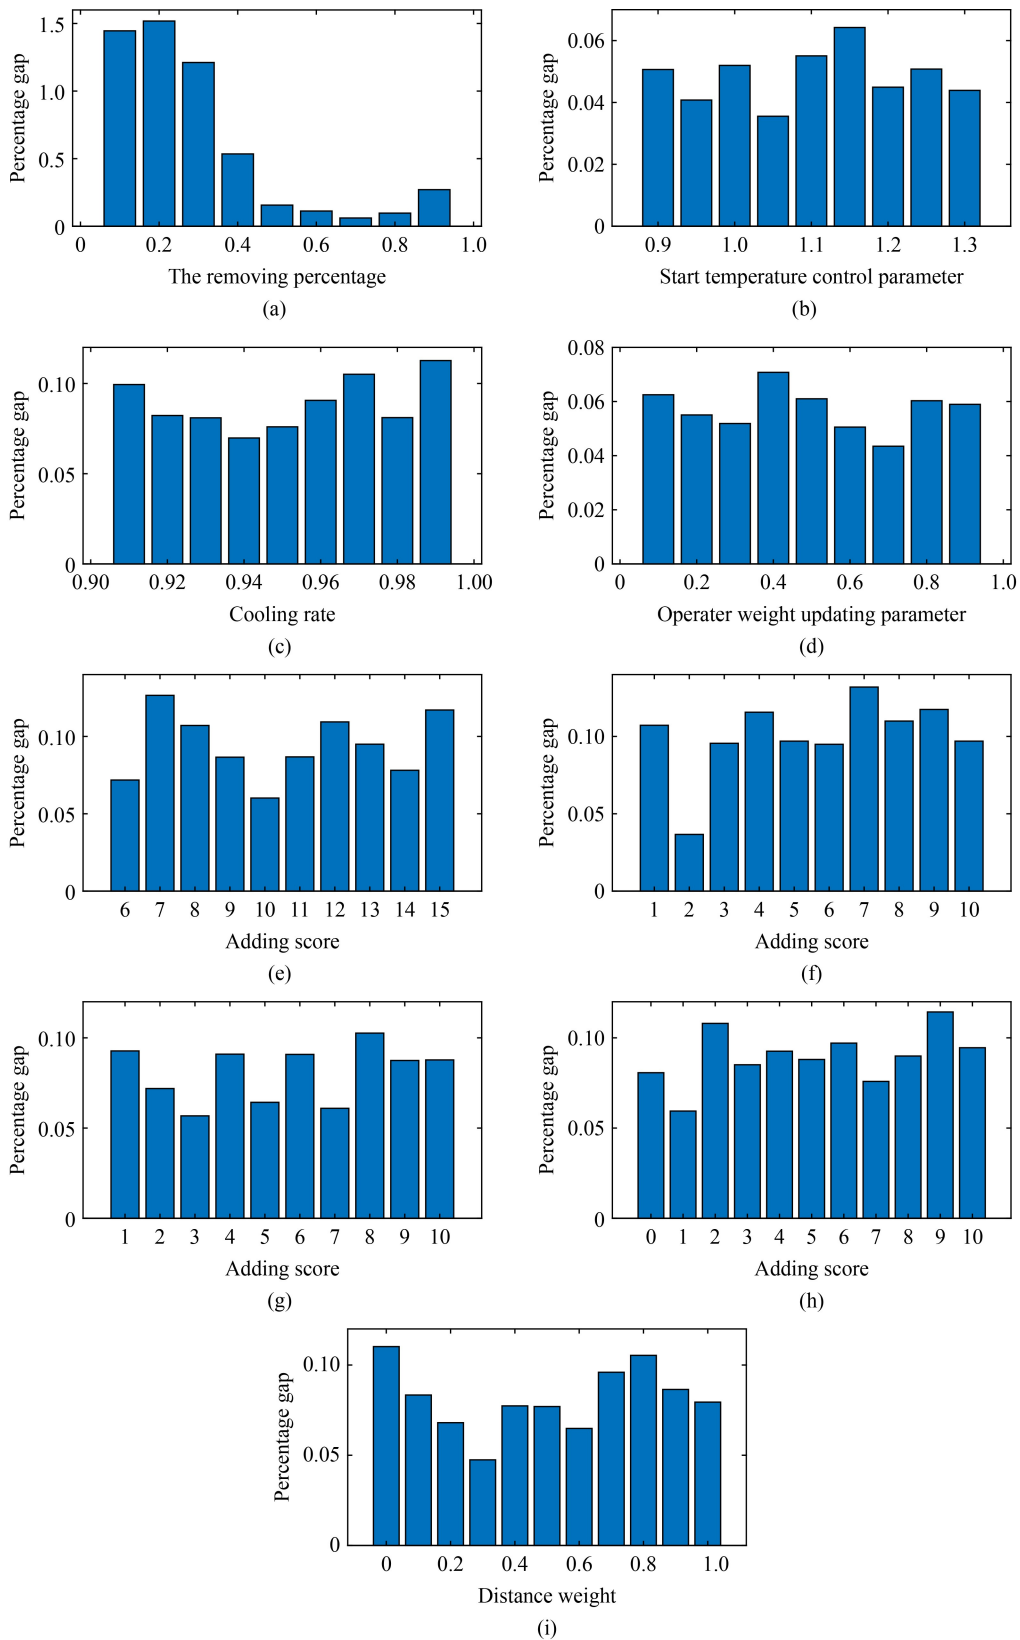 Percentage gap
1.5
1.0
0.5
0
0 0.2 0.4 0.6 0.8 1.0
The removing percentage
(a)
Percentage gap
0.06
0.04
0.02
0
0.9 1.0 1.1 1.2 1.3
Start temperature control parameter
(b)
Percentage gap
0.10
0.05
0
0.90 0.92 0.94 0.96 0.98 1.00
Cooling rate
(c)
Percentage gap
0.08
0.06
0.04
0.02
0
0 0.2 0.4 0.6 0.8 1.0
Operater weight updating parameter
(d)
Percentage gap
0.10
0.05
0
6 7 8 9 10 11 12 13 14 15
Adding score
(e)
Percentage gap
0.10
0.05
0
1 2 3 4 5 6 7 8 9 10
Adding score
(f)
Percentage gap
0.10
0.05
0
1 2 3 4 5 6 7 8 9 10
Adding score
(g)
Percentage gap
0.10
0.05
0
0 1 2 3 4 5 6 7 8 9 10
Adding score
(h)
Percentage gap
0.10
0.05
0
0 0.2 0.4 0.6 0.8 1.0
Distance weight
(i)